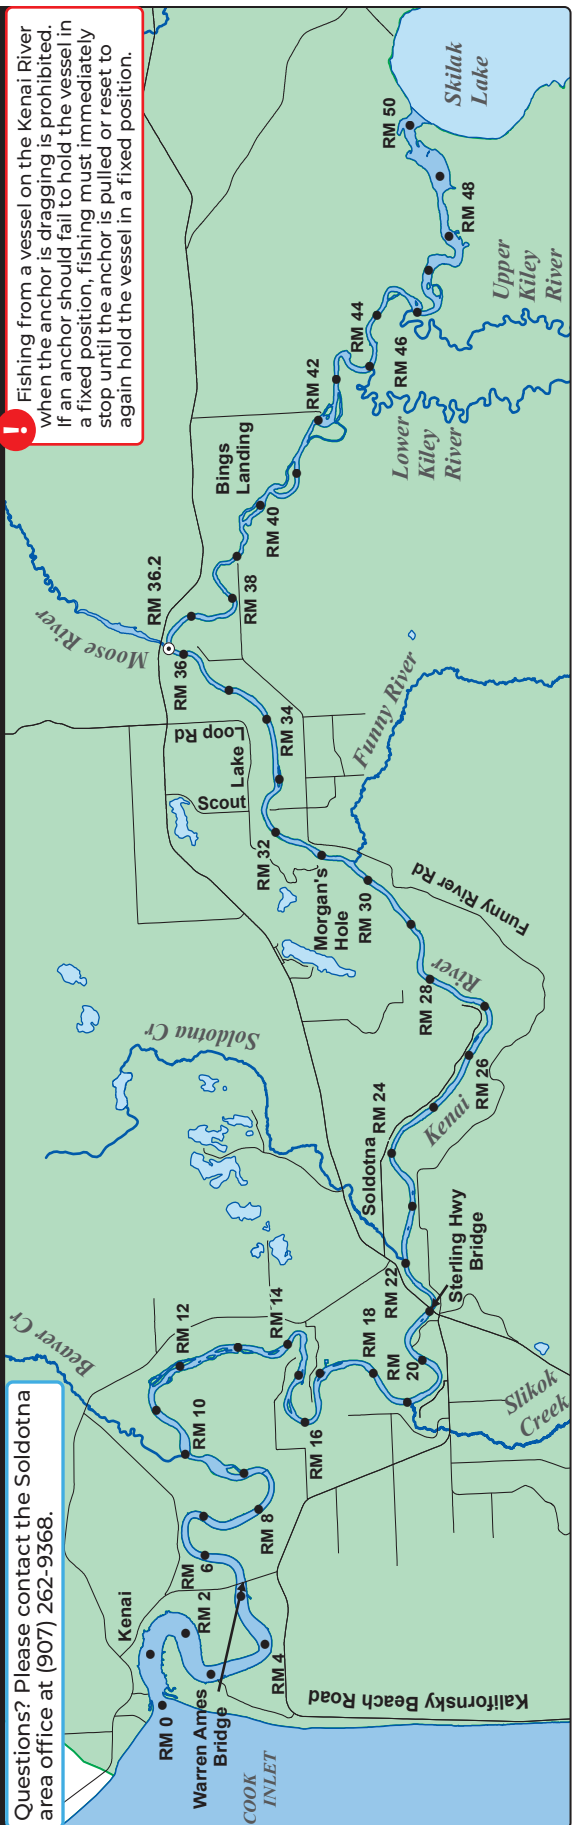 Questions? Please contact the Soldotna
area office at (907) 262-9368.
!
Fishing from a vessel on the Kenai River
when the anchor is dragging is prohibited.
If an anchor should fail to hold the vessel in
a fixed position, fishing must immediately
stop until the anchor is pulled or reset to
again hold the vessel in a fixed position.
Kenai
RM 0
RM 2
Warren Ames
Bridge
COOK
INLET
RM 4
Kalifornsky Beach Road
RM
6
RM 8
RM 10
Beaver Cr
RM 12
RM 14
RM 16
RM 18
RM
20
Slikok
Creek
Sterling Hwy
Bridge
RM 22
Soldotna
RM 24
Soldotna Cr
Kenai
River
RM 26
RM 28
Funny River Rd
RM 30
Morgan's
Hole
RM 32
Funny River
Scout
Lake
Loop Rd
RM 34
RM 36
Moose River
RM 36.2
RM 38
Bings
Landing
RM 40
RM 42
RM 44
Lower
Kiley
River
RM 46
Upper
Kiley
River
RM 48
RM 50
Skilak
Lake